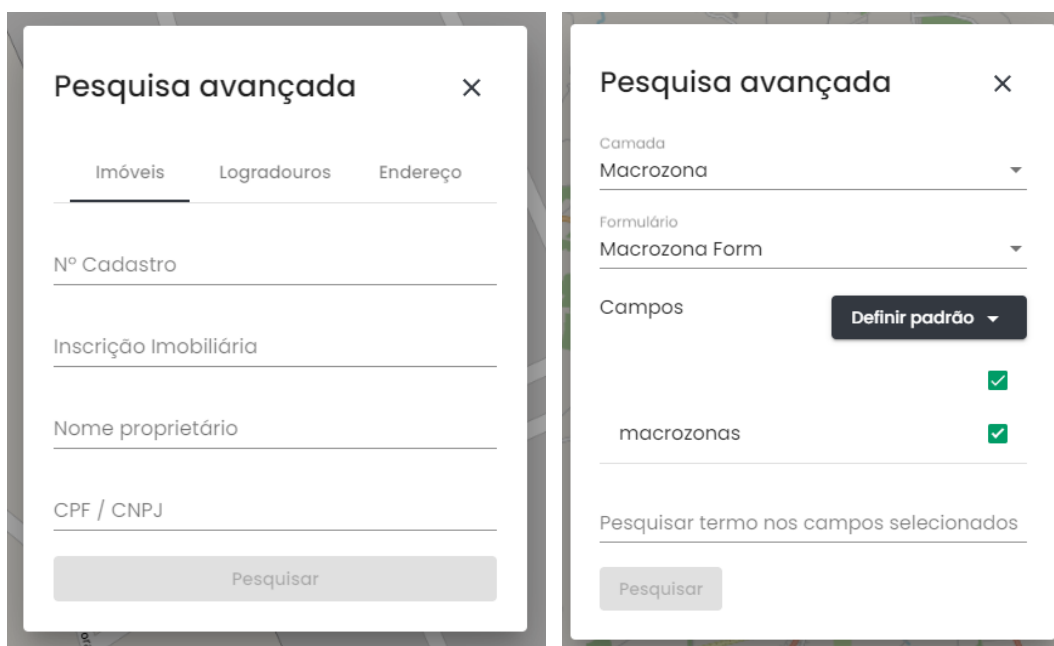 Pesquisa avançada
Imóveis Logradouros Endereço
Nº Cadastro
Inscrição Imobiliária
Nome proprietário
CPF / CNPJ
Pesquisar
Pesquisa avançada
Camada
Macrozona
Formulário
Macrozona Form
Campos Definir padrão
macrozonas
Pesquisar termo nos campos selecionados
Pesquisar